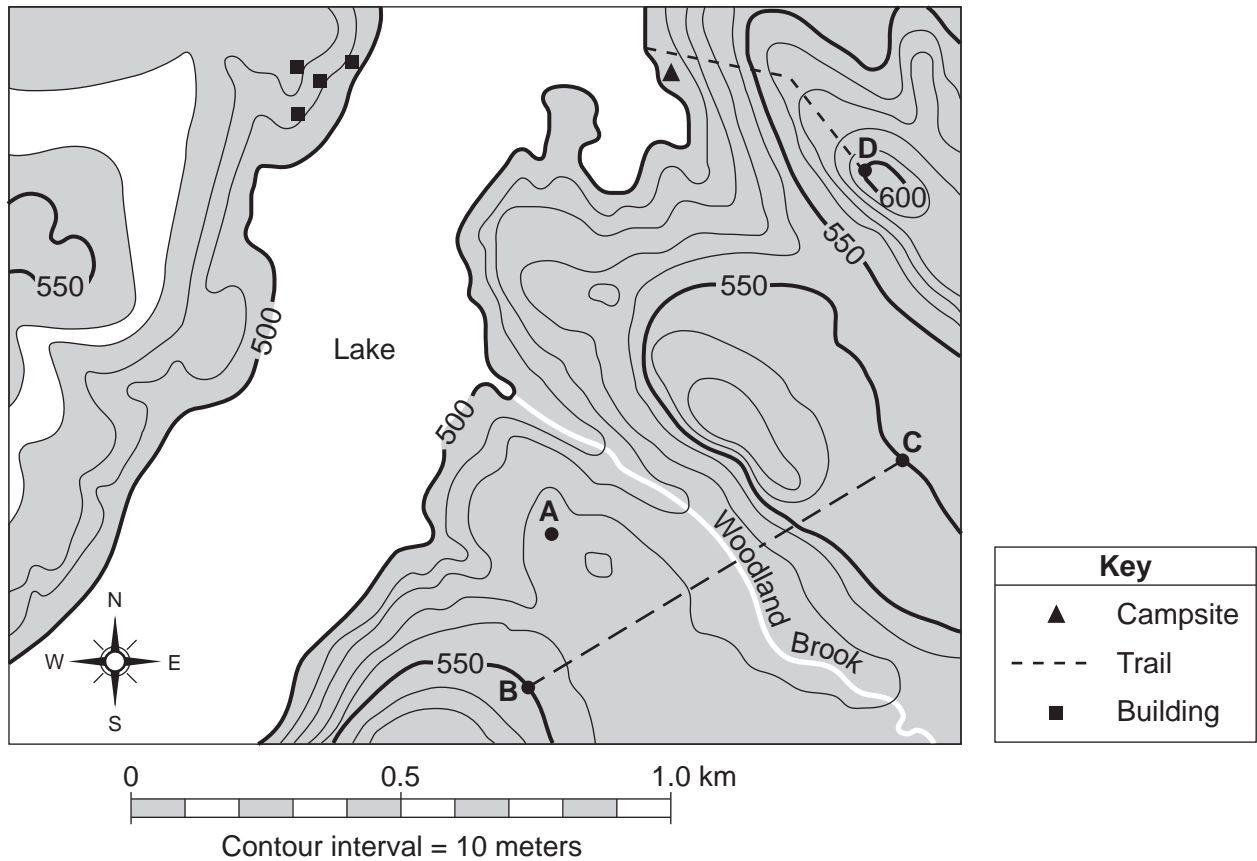 D
600
550
550
550
500
Lake
500
C
A
Woodland
Brook
N
W E
S
550
B
Key
Campsite
Trail
Building
0 0.5 1.0 km
Contour interval = 10 meters